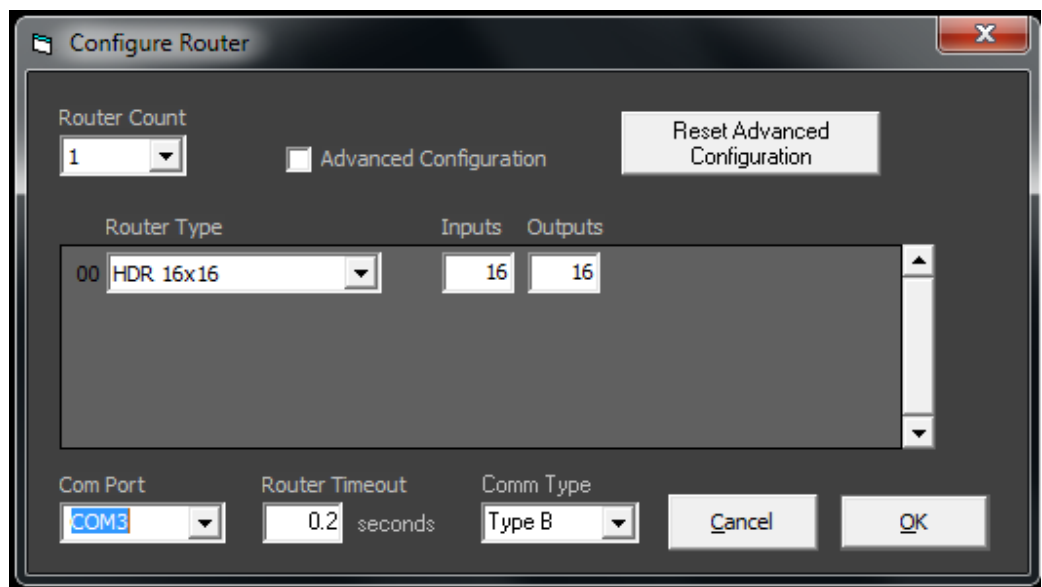 Configure Router
Router Count
1
Advanced Configuration
Reset Advanced
Configuration
Router Type Inputs Outputs
00 HDR 16x16 16 16
Com Port Router Timeout Comm Type
COM3 0.2 seconds Type B Cancel OK